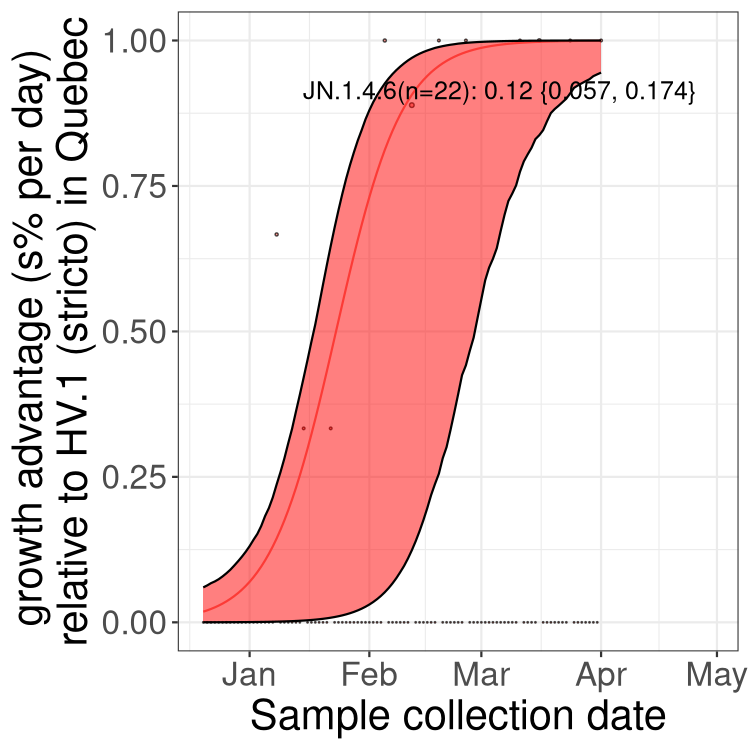 growth advantage (s% per day)
relative to HV.1 (stricto) in Quebec
1.00
0.75
0.50
0.25
0.00
JN.1.4.6(n=22): 0.12 {0.057, 0.174}
Jan Feb Mar Apr May
Sample collection date